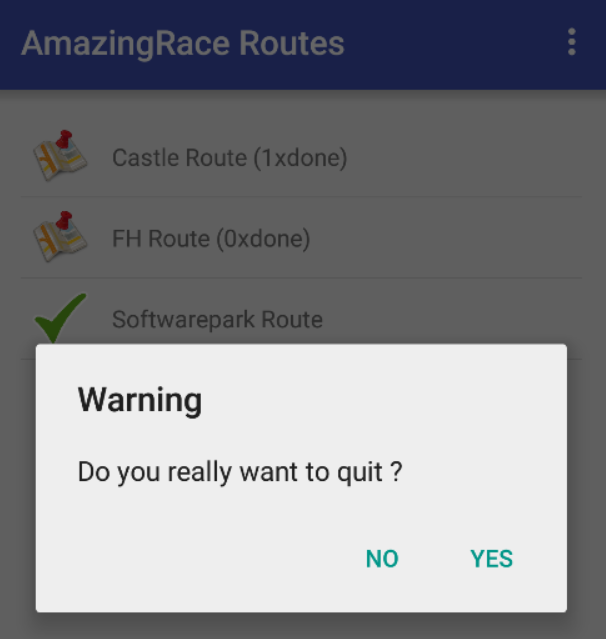 AmazingRace Routes
Castle Route (1xdone)
FH Route (0xdone)
Softwarepark Route
Warning
Do you really want to quit ?
NO YES